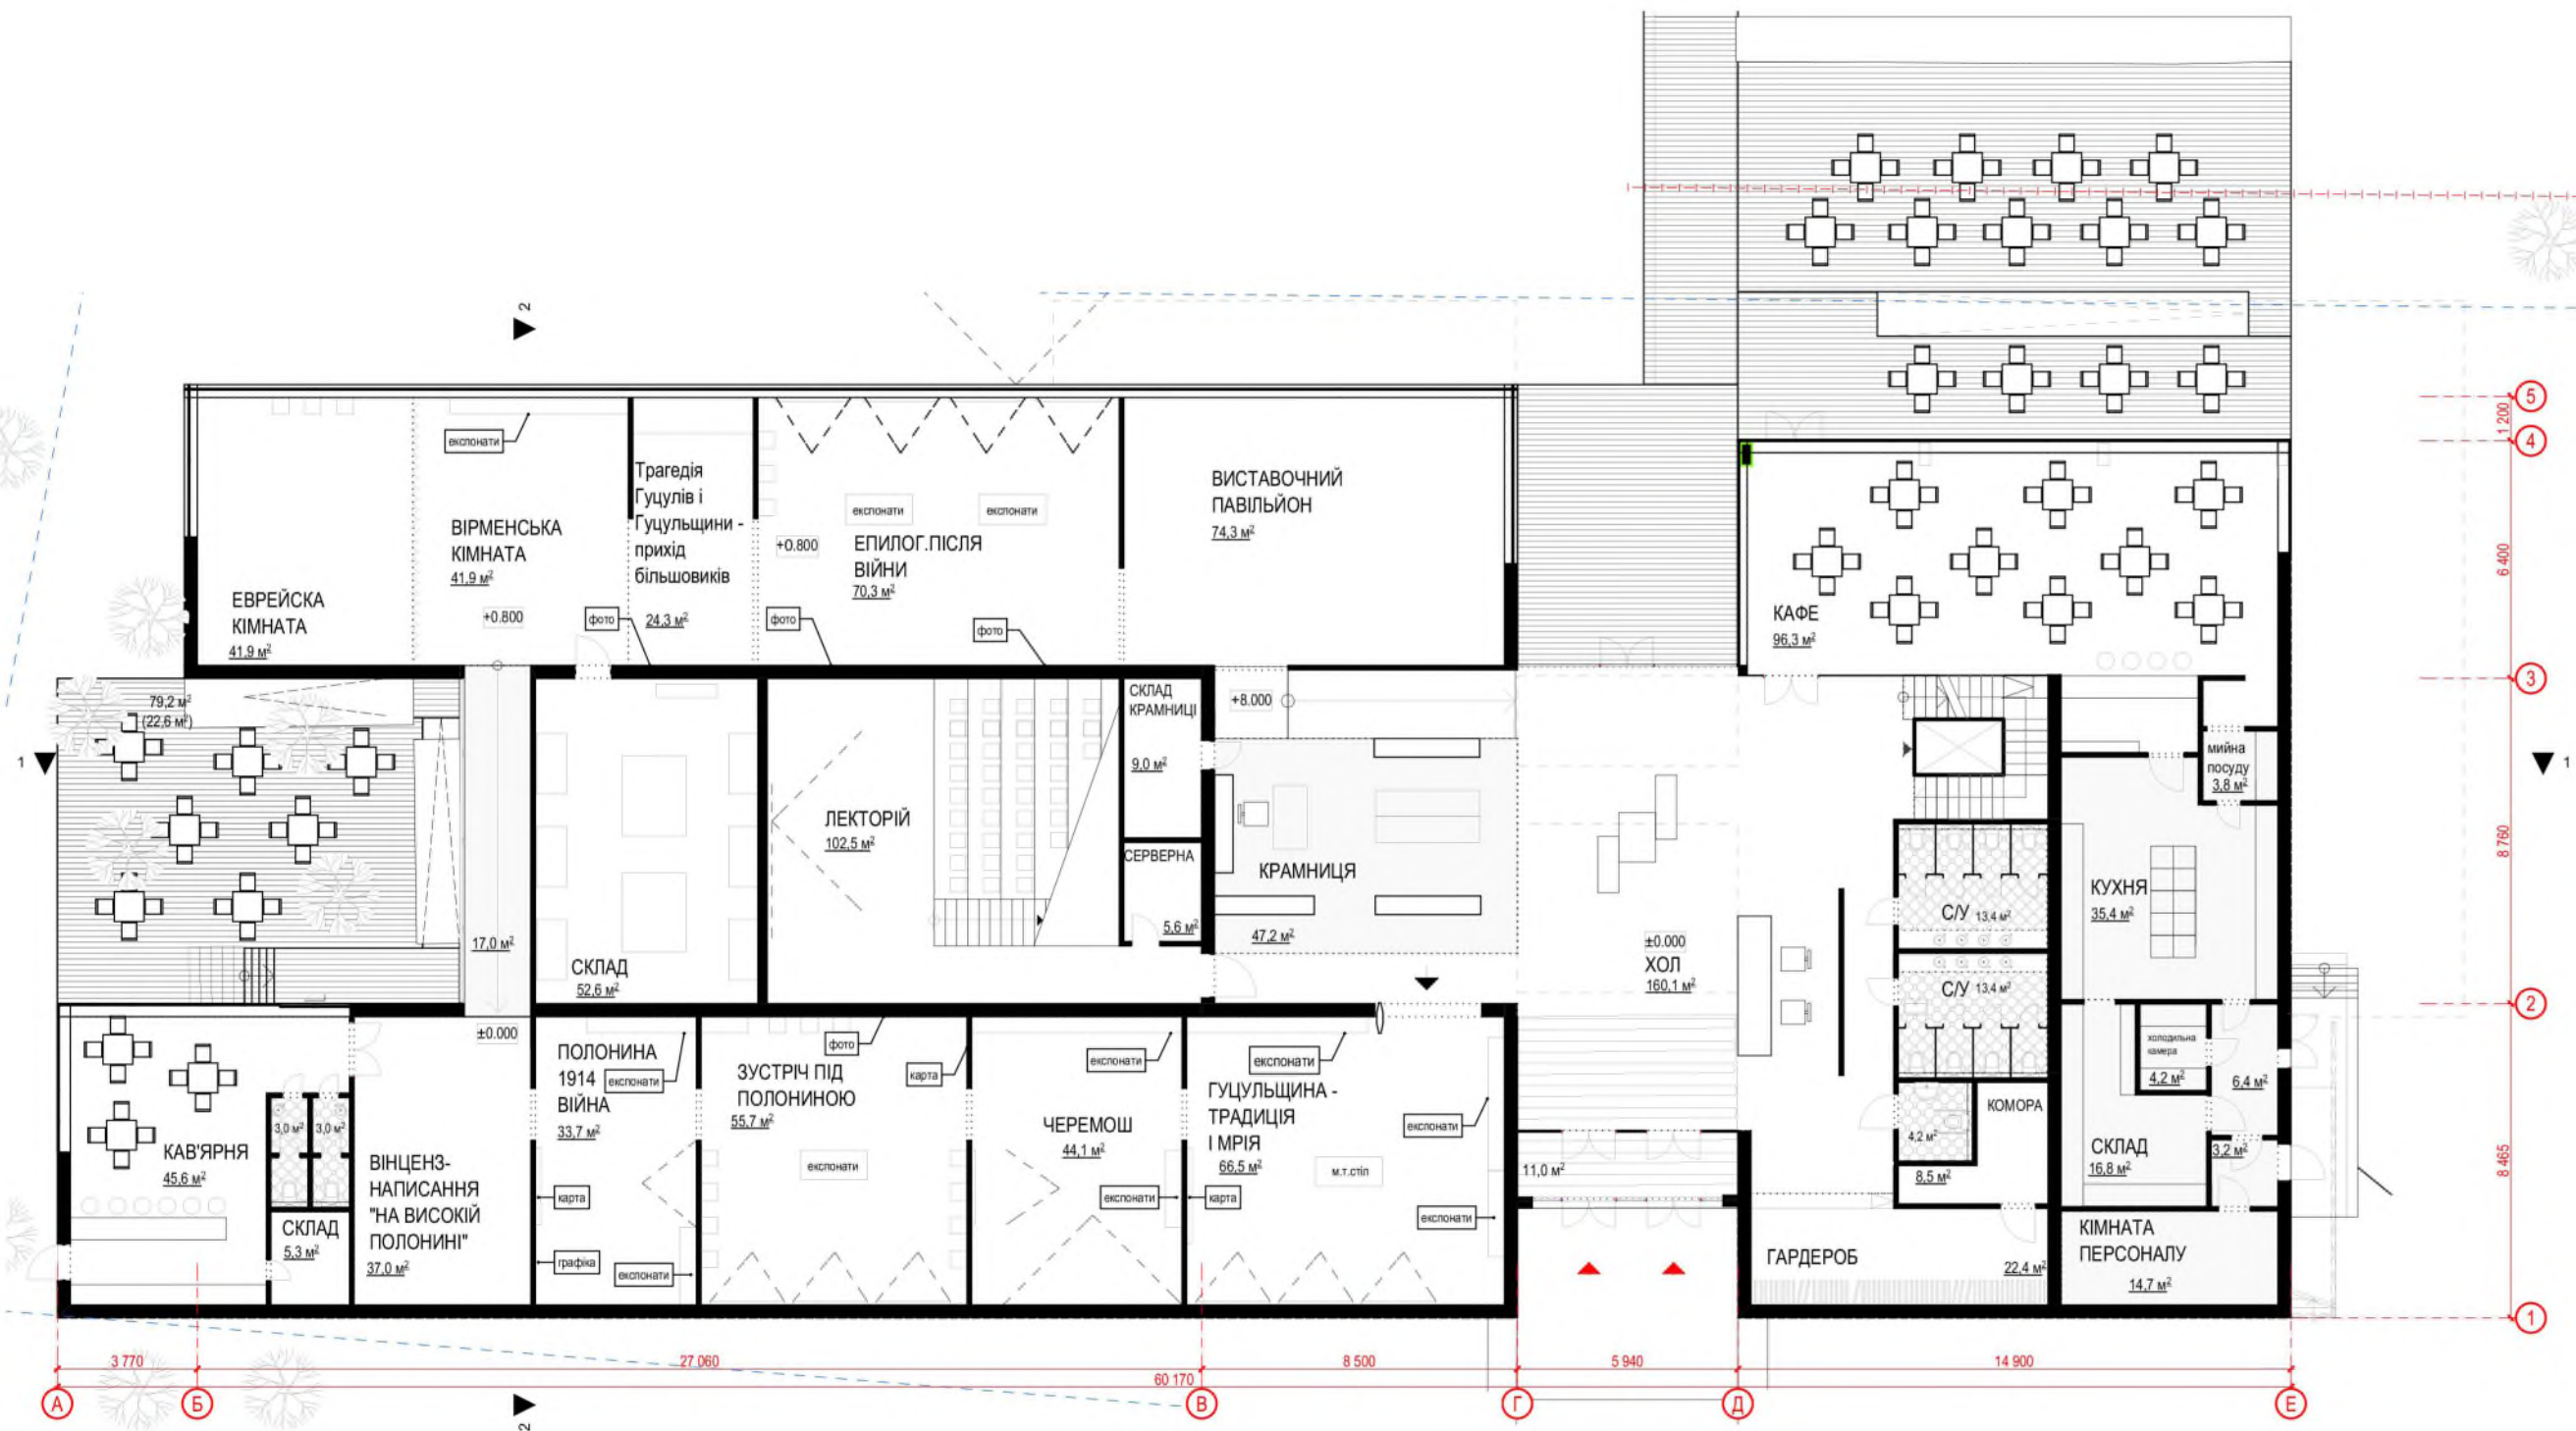 2
експонати
Трагедія
Гуцулів і
Гуцульщини -
прихід
більшовиків
24,3 м²
ВІРМЕНСЬКА
КІМНАТА
41,9 м²
+0.800
ЕВРЕЙСКА
КІМНАТА
41,9 м²
фото
експонати
експонати
+0.800
ЕПИЛОГ.ПІСЛЯ
ВІЙНИ
70,3 м²
фото
фото
ВИСТАВОЧНИЙ
ПАВІЛЬЙОН
74,3 м²
КАФЕ
96,3 м²
5
1 200
4
6 400
3
8 760
2
8 465
1
79,2 м²
(22,6 м²)
1
17,0 м²
СКЛАД
52,6 м²
ЛЕКТОРІЙ
102,5 м²
СКЛАД
КРАМНИЦІ
9,0 м²
СЕРВЕРНА
5,6 м²
+8.000
КРАМНИЦЯ
47,2 м²
±0.000
ХОЛ
160,1 м²
С/У 13,4 м²
С/У 13,4 м²
мийна
посуду
3,8 м²
КУХНЯ
35,4 м²
1
холодильна
камера
4,2 м²
6,4 м²
СКЛАД
16,8 м²
3,2 м²
КІМНАТА
ПЕРСОНАЛУ
14,7 м²
КОМОРА
4,2 м²
8,5 м²
ГАРДЕРОБ
22,4 м²
11,0 м²
КАВ'ЯРНЯ
45,6 м²
3,0 м²
3,0 м²
СКЛАД
5,3 м²
±0.000
ВІНЦЕНЗ-
НАПИСАННЯ
"НА ВИСОКІЙ
ПОЛОНИНІ"
37,0 м²
ПОЛОНИНА
1914
ВІЙНА
33,7 м²
експонати
карта
графіка
експонати
ЗУСТРІЧ ПІД
ПОЛОНИНОЮ
55,7 м²
фото
карта
експонати
ЧЕРЕМОШ
44,1 м²
експонати
експонати
експонати
ГУЦУЛЬЩИНА -
ТРАДИЦІЯ
І МРІЯ
66,5 м²
карта
м.т.стіл
експонати
експонати
3 770
27 060
8 500
5 940
14 900
60 170
А
Б
В
Г
Д
Е
2